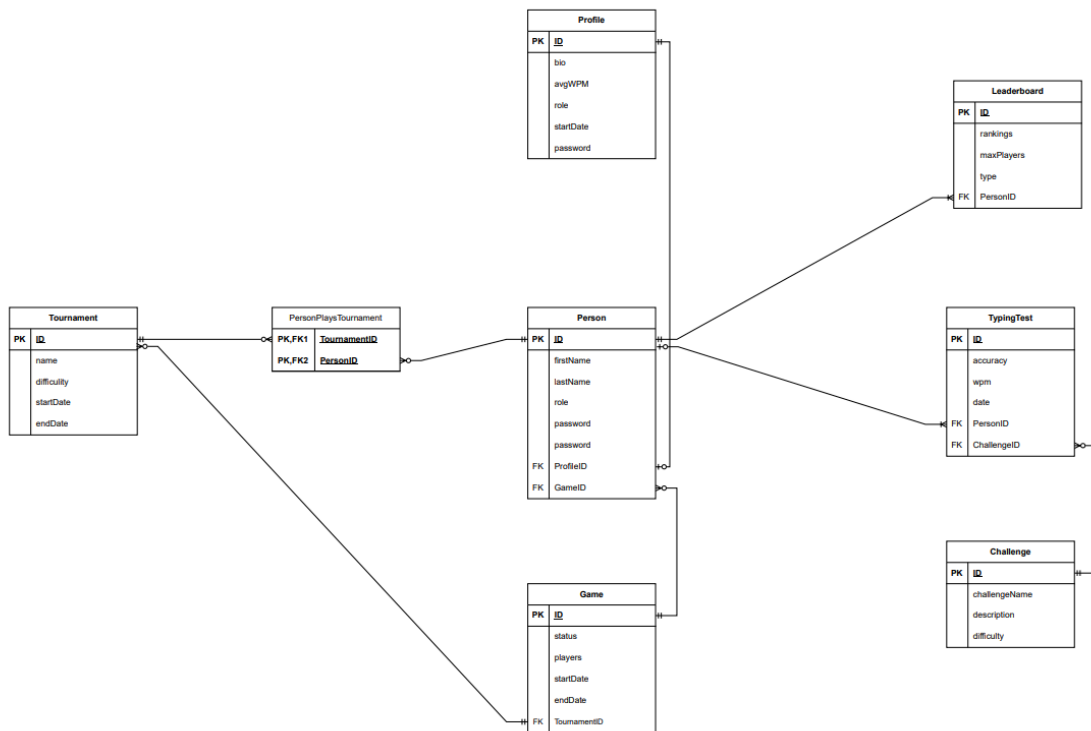 Profile
PK ID
bio
avgWPM
role
startDate
password
Leaderboard
PK ID
rankings
maxPlayers
type
FK PersonID
Tournament
PK ID
name
difficulity
startDate
endDate
PersonPlaysTournament
PK,FK1 TournamentID
PK,FK2 PersonID
Person
PK ID
firstName
lastName
role
password
password
FK ProfileID
FK GameID
TypingTest
PK ID
accuracy
wpm
date
FK PersonID
FK ChallengeID
Challenge
PK ID
challengeName
description
difficulty
Game
PK ID
status
players
startDate
endDate
FK TournamentID